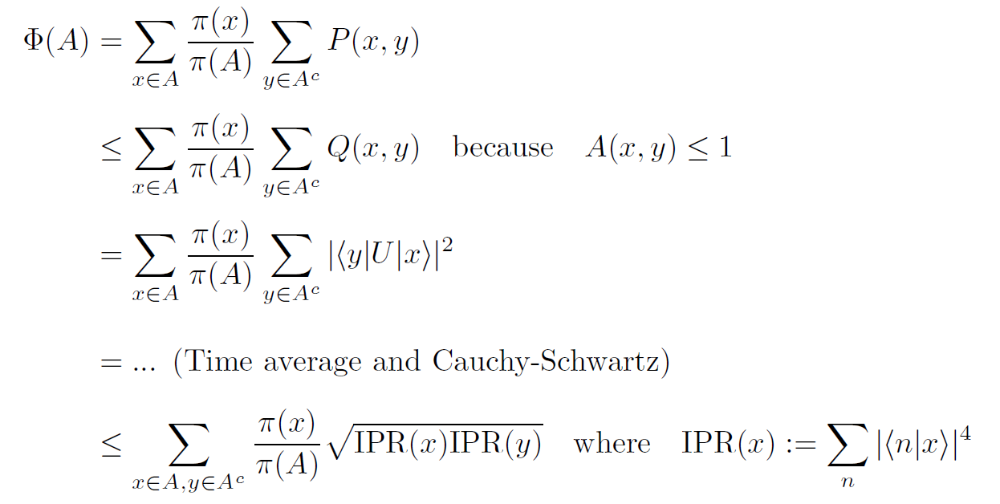 Φ(A) = ∑_{x∈A} π(x)/π(A) ∑_{y∈A^c} P(x, y)
≤ ∑_{x∈A} π(x)/π(A) ∑_{y∈A^c} Q(x, y) because A(x, y) ≤ 1
= ∑_{x∈A} π(x)/π(A) ∑_{y∈A^c} |⟨y|U|x⟩|^2
= ... (Time average and Cauchy-Schwartz)
≤ ∑_{x∈A,y∈A^c} π(x)/π(A) √(IPR(x)IPR(y)) where IPR(x) := ∑_n |⟨n|x⟩|^4